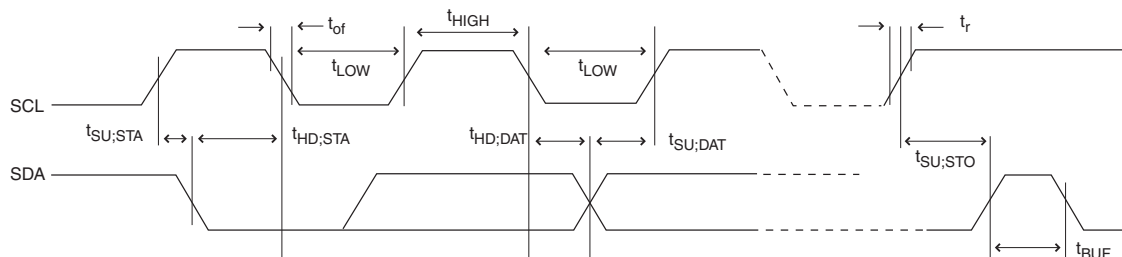 t_of
t_HIGH
t_r
t_LOW
t_LOW
SCL
t_SU;STA
t_HD;STA
t_HD;DAT
t_SU;DAT
t_SU;STO
SDA
t_BUF